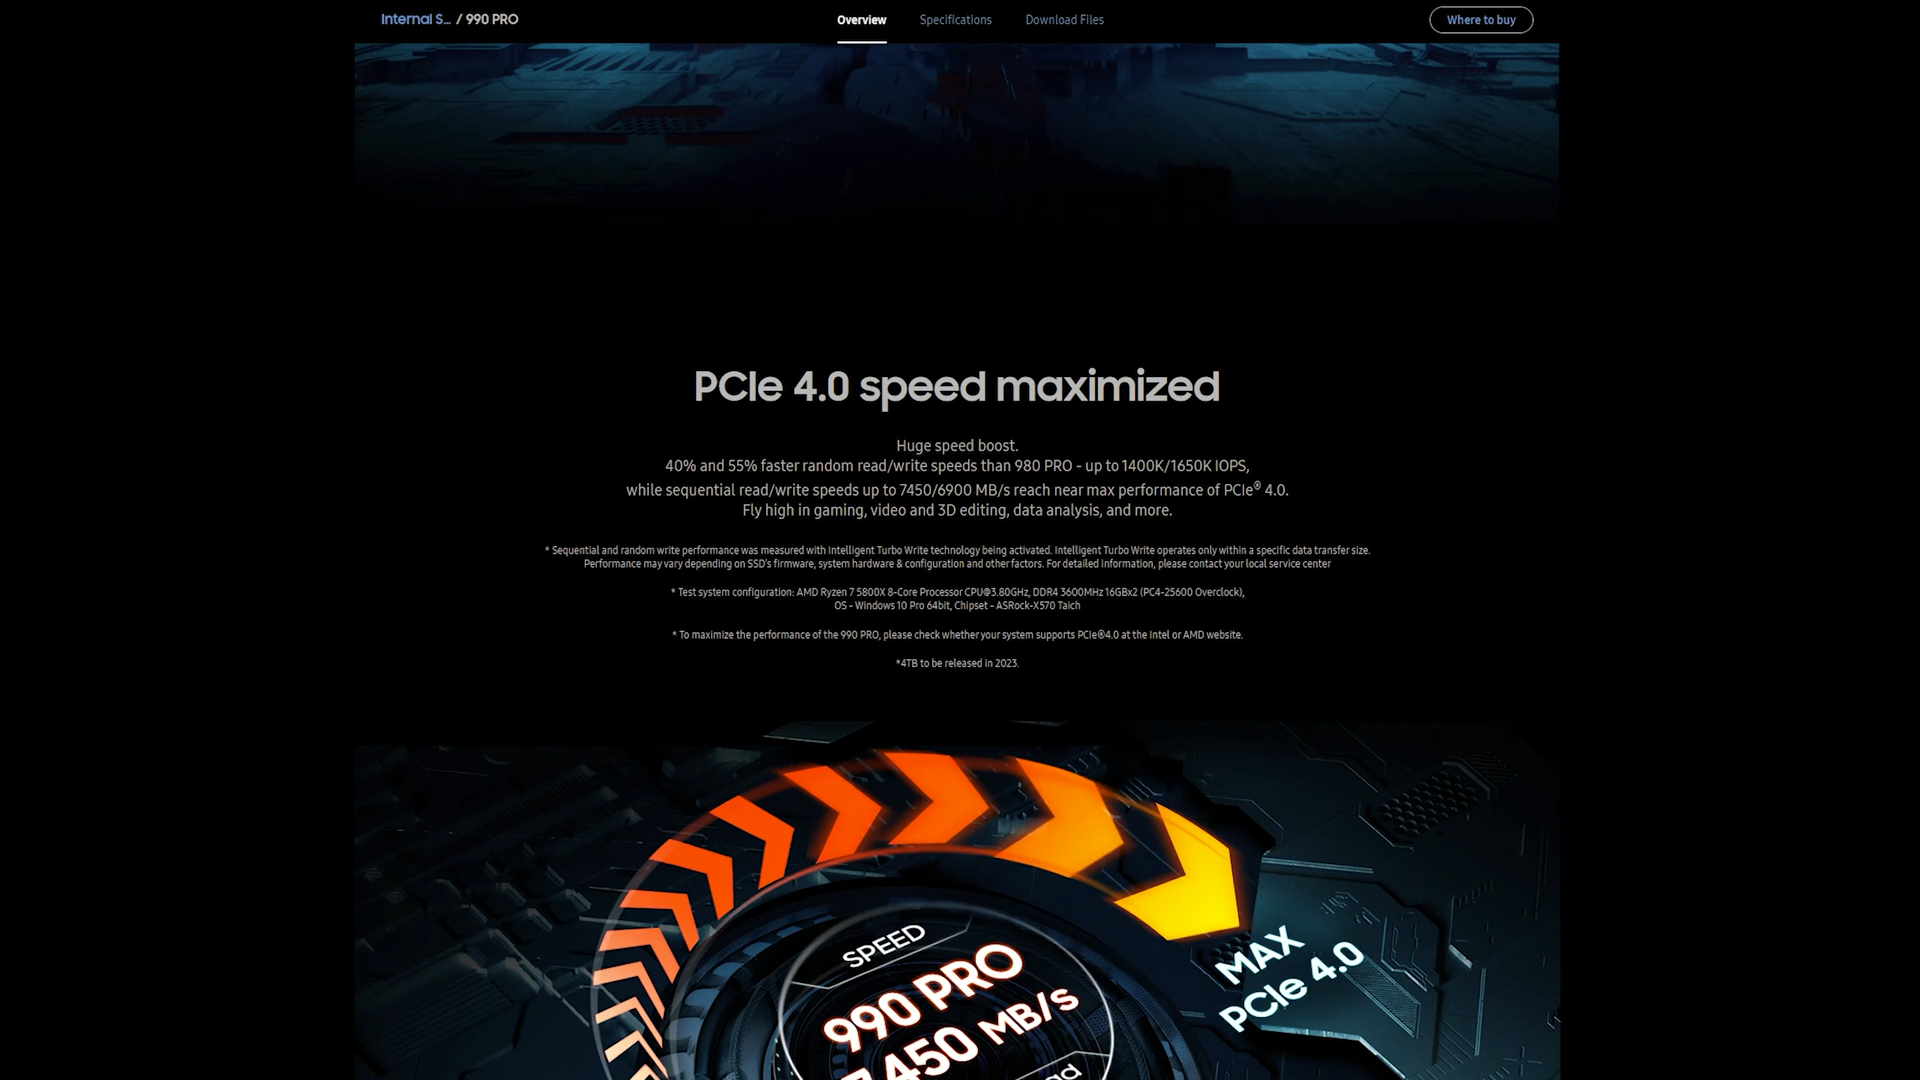 Internal S... / 990 PRO
Overview
Specifications
Download Files
Where to buy
PCIe 4.0 speed maximized
Huge speed boost.
40% and 55% faster random read/write speeds than 980 PRO - up to 1400K/1650K IOPS,
while sequential read/write speeds up to 7450/6900 MB/s reach near max performance of PCIe® 4.0.
Fly high in gaming, video and 3D editing, data analysis, and more.
* Sequential and random write performance was measured with Intelligent Turbo Write technology being activated. Intelligent Turbo Write operates only within a specific data transfer size.
Performance may vary depending on SSD's firmware, system hardware & configuration and other factors. For detailed information, please contact your local service center
* Test system configuration: AMD Ryzen 7 5800X 8-Core Processor CPU@3.80GHz, DDR4 3600MHz 16GBx2 (PC4-25600 Overclock),
OS - Windows 10 Pro 64bit, Chipset - ASRock-X570 Taich
* To maximize the performance of the 990 PRO, please check whether your system supports PCIe®4.0 at the Intel or AMD website.
*4TB to be released in 2023.
SPEED
990 PRO
7450 MB/s
MAX
PCIe 4.0